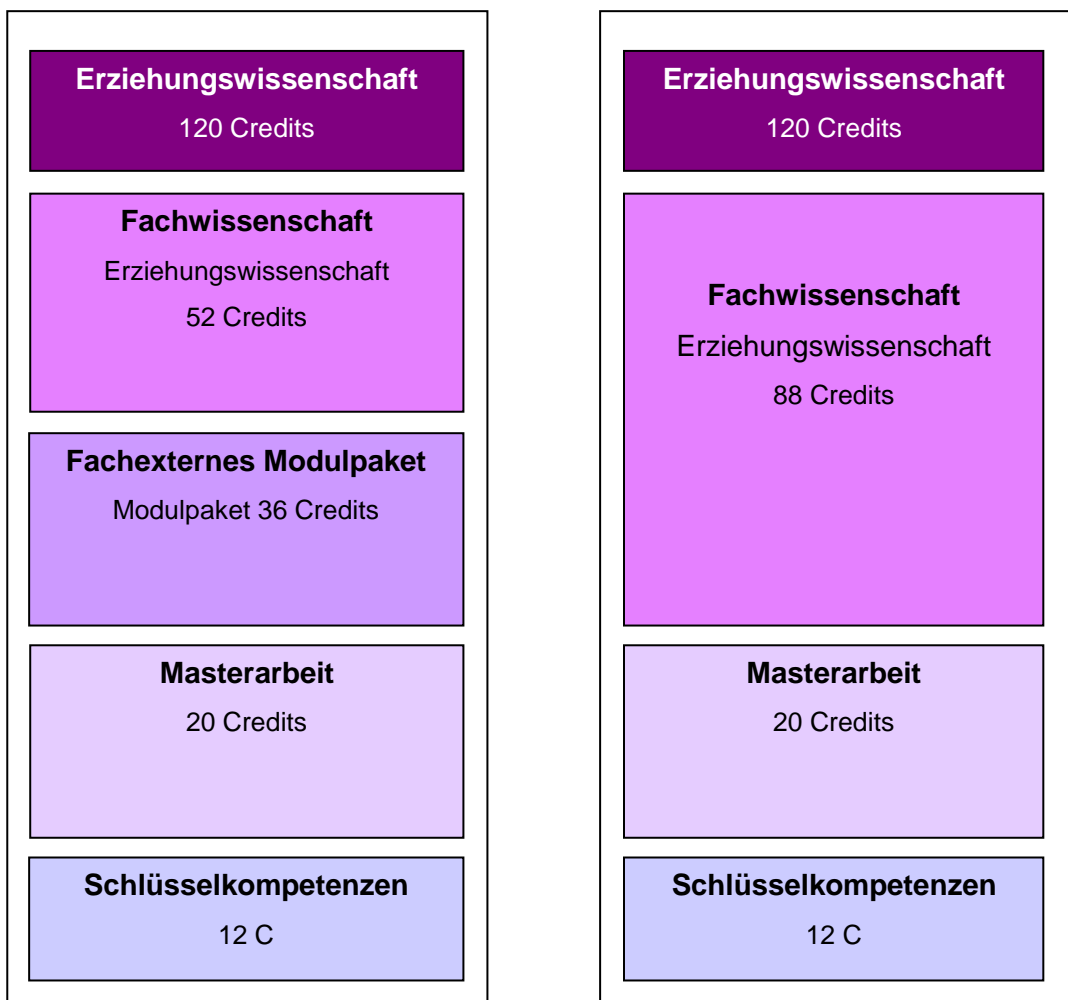 Erziehungswissenschaft
120 Credits
Fachwissenschaft
Erziehungswissenschaft
52 Credits
Fachexternes Modulpaket
Modulpaket 36 Credits
Masterarbeit
20 Credits
Schlüsselkompetenzen
12 C
Erziehungswissenschaft
120 Credits
Fachwissenschaft
Erziehungswissenschaft
88 Credits
Masterarbeit
20 Credits
Schlüsselkompetenzen
12 C